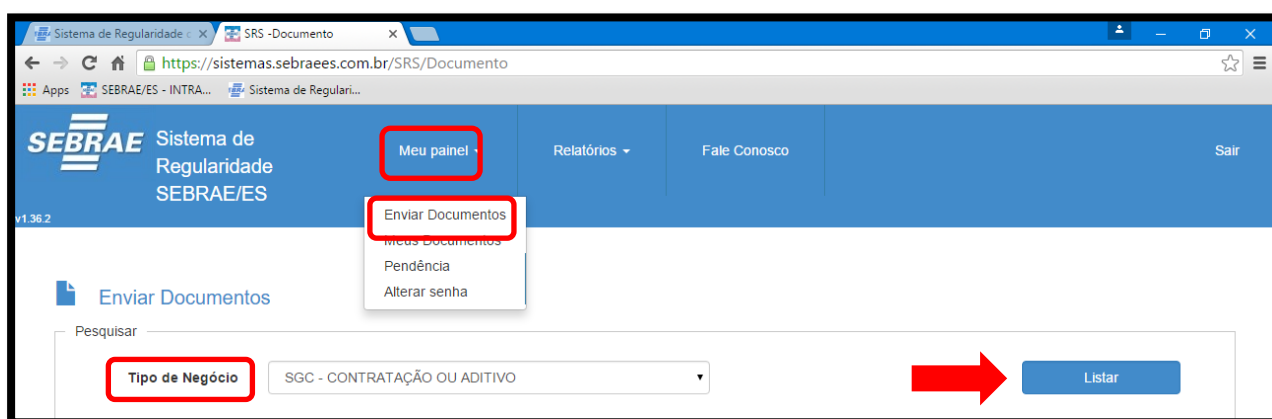 Sistema de Regularidade c
SRS -Documento
https://sistemas.sebraees.com.br/SRS/Documento
Apps
SEBRAE/ES - INTRA...
Sistema de Regulari...
SEBRAE
Sistema de
Regularidade
SEBRAE/ES
Meu painel
Relatórios
Fale Conosco
Sair
v1.36.2
Enviar Documentos
Meus Documentos
Pendência
Alterar senha
Enviar Documentos
Pesquisar
Tipo de Negócio
SGC - CONTRATAÇÃO OU ADITIVO
Listar